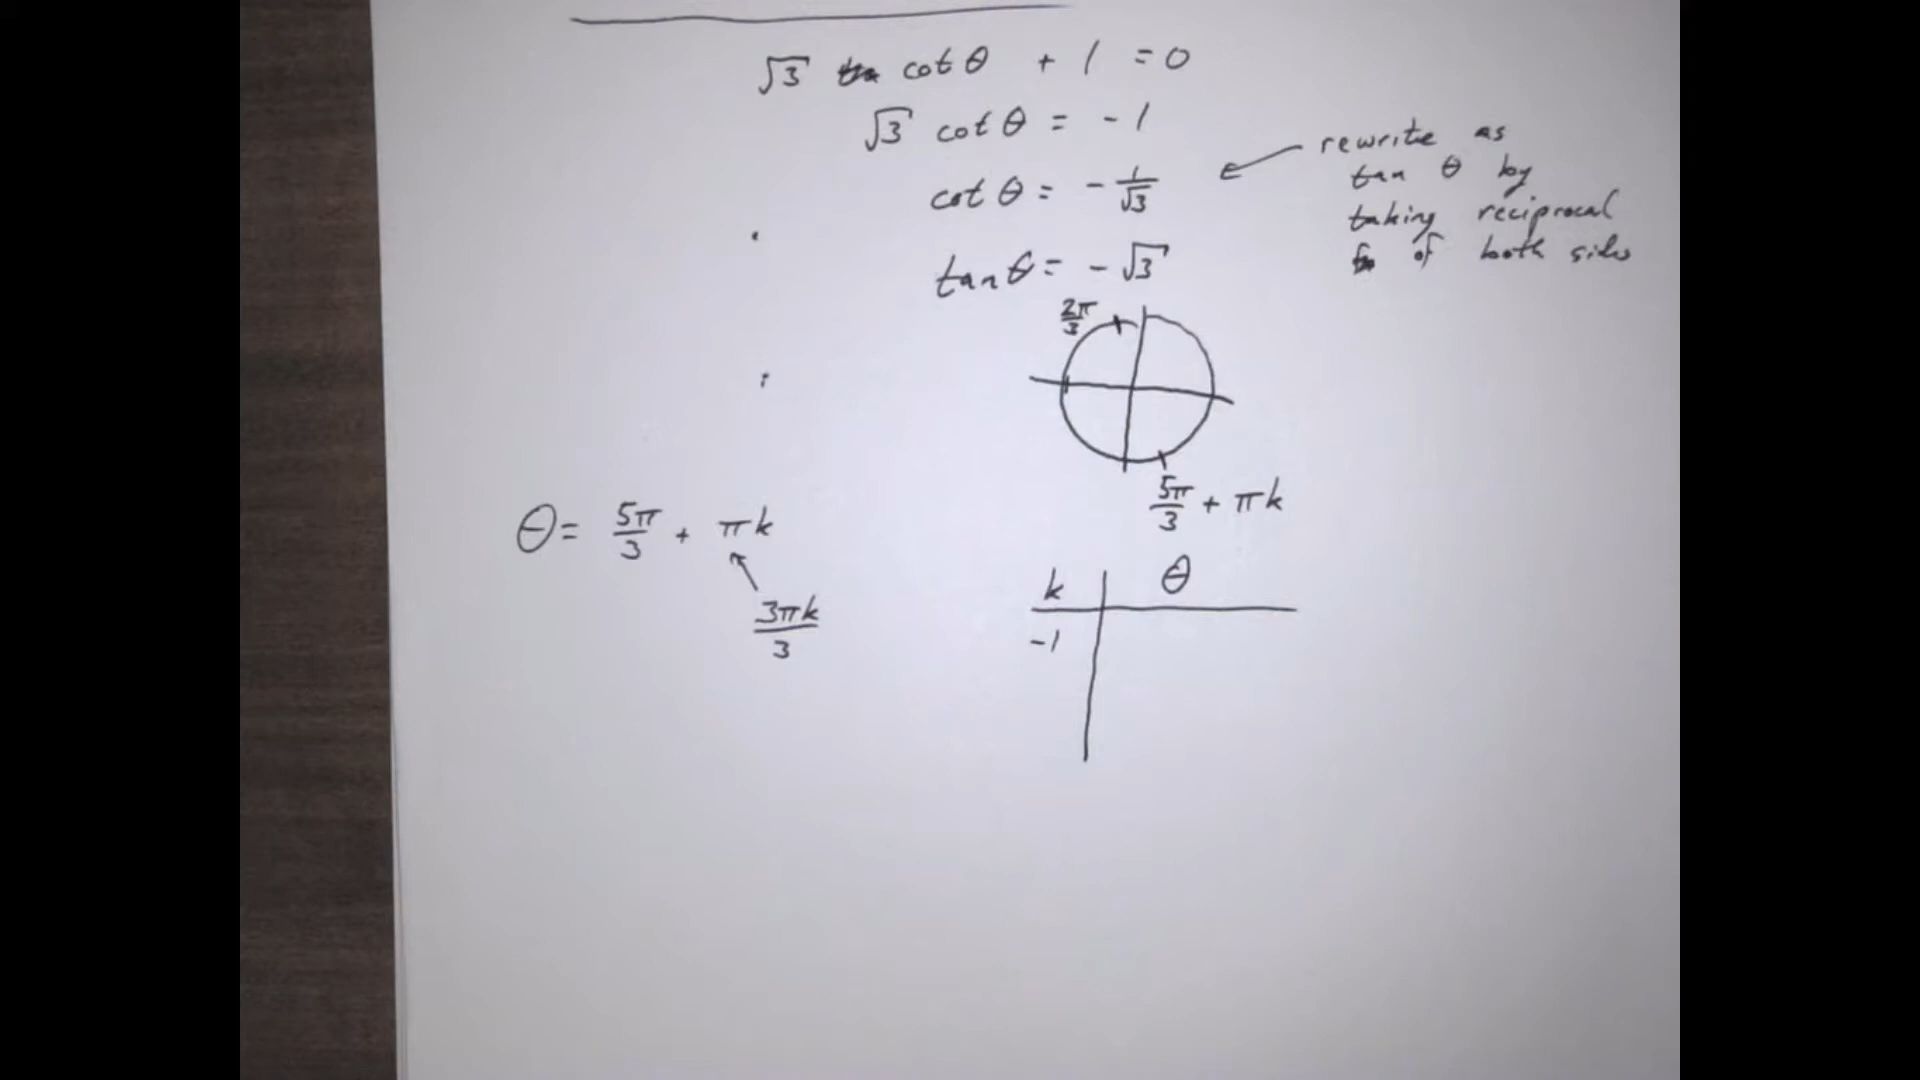 √3 cot θ + 1 = 0
√3 cot θ = -1
cot θ = - 1/√3
rewrite as
tan θ by
taking reciprocal
of both sides
tan θ = - √3
2π/3
5π/3 + πk
θ = 5π/3 + πk
3πk/3
k θ
-1